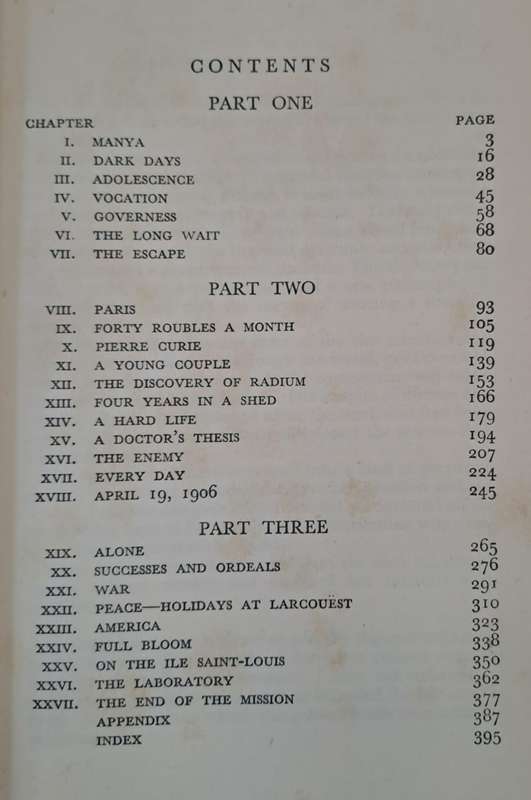 CONTENTS
PART ONE
CHAPTER PAGE
I. MANYA 3
II. DARK DAYS 16
III. ADOLESCENCE 28
IV. VOCATION 45
V. GOVERNESS 58
VI. THE LONG WAIT 68
VII. THE ESCAPE 80
PART TWO
VIII. PARIS 93
IX. FORTY ROUBLES A MONTH 105
X. PIERRE CURIE 119
XI. A YOUNG COUPLE 139
XII. THE DISCOVERY OF RADIUM 153
XIII. FOUR YEARS IN A SHED 166
XIV. A HARD LIFE 179
XV. A DOCTOR'S THESIS 194
XVI. THE ENEMY 207
XVII. EVERY DAY 224
XVIII. APRIL 19, 1906 245
PART THREE
XIX. ALONE 265
XX. SUCCESSES AND ORDEALS 276
XXI. WAR 291
XXII. PEACE—HOLIDAYS AT LARCOUËST 310
XXIII. AMERICA 323
XXIV. FULL BLOOM 338
XXV. ON THE ILE SAINT-LOUIS 350
XXVI. THE LABORATORY 362
XXVII. THE END OF THE MISSION 377
APPENDIX 387
INDEX 395